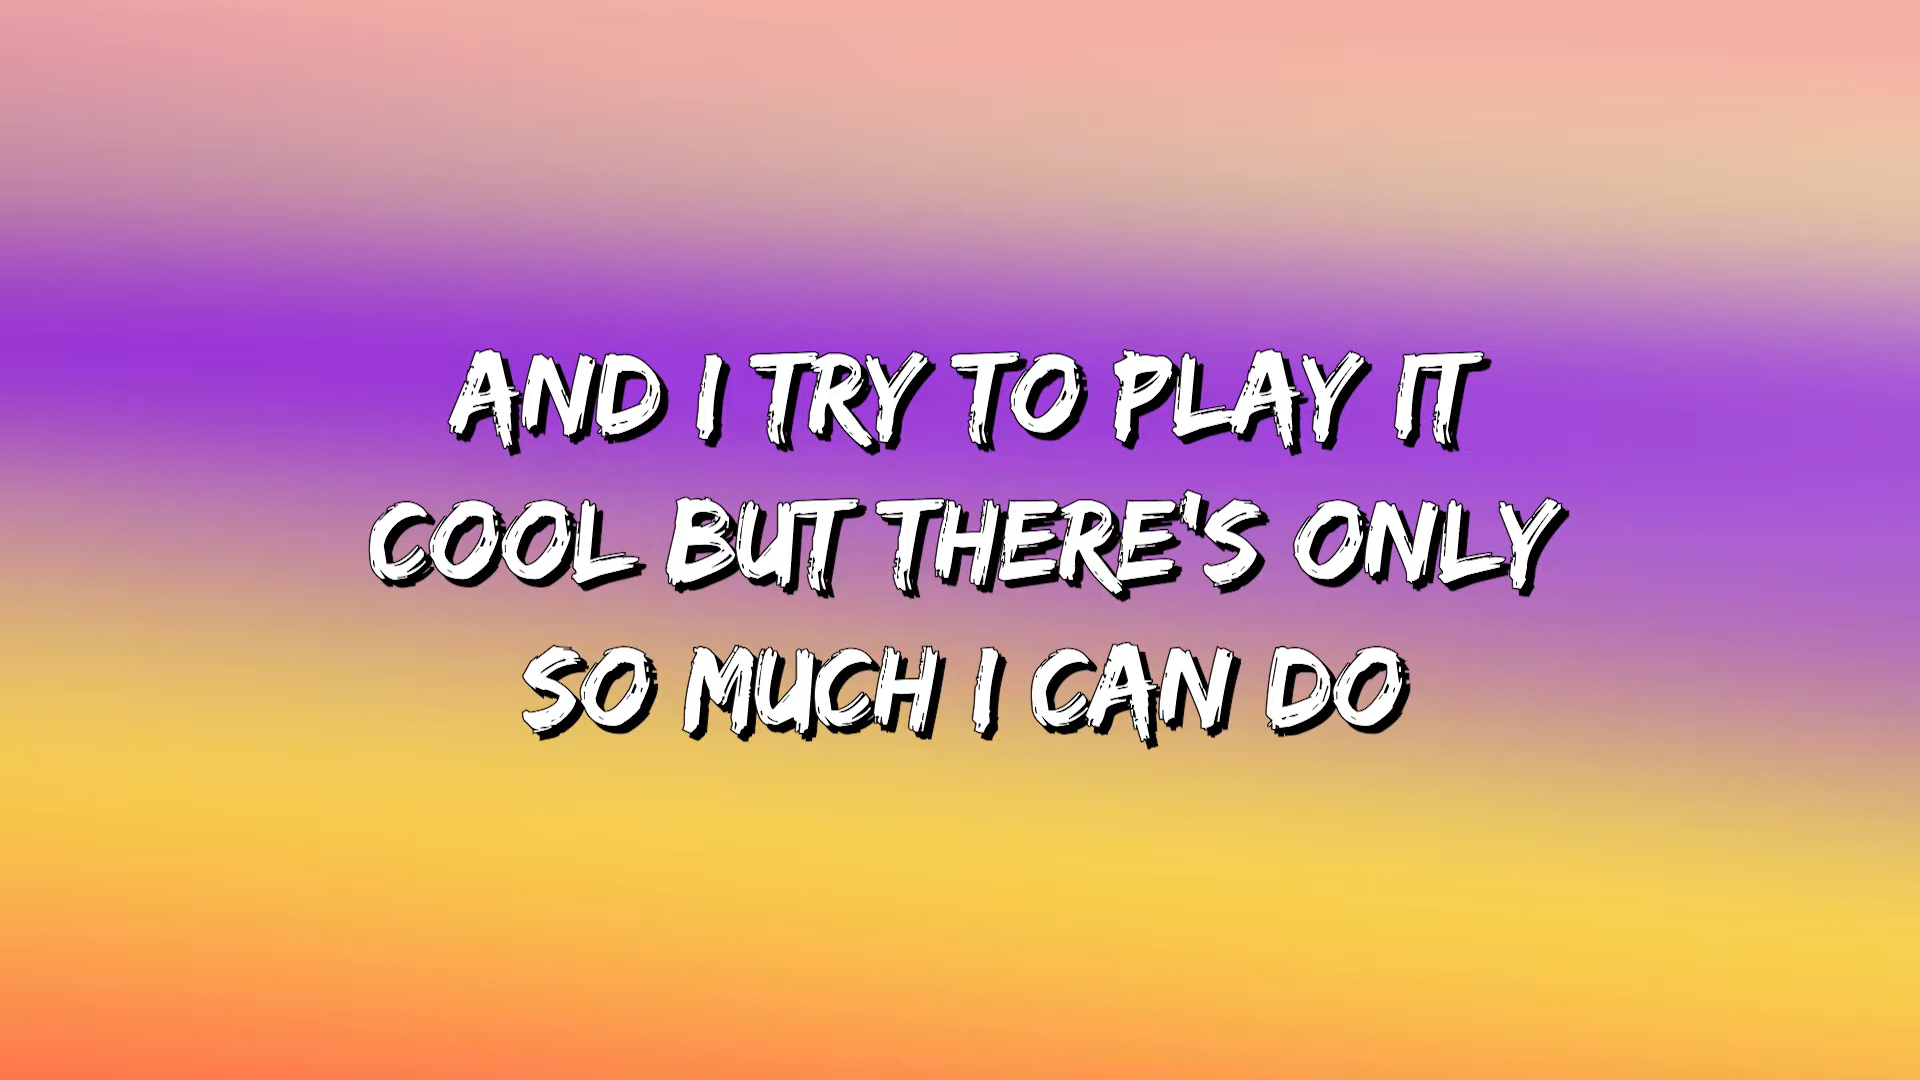 AND I TRY TO PLAY IT
COOL BUT THERE'S ONLY
SO MUCH I CAN DO